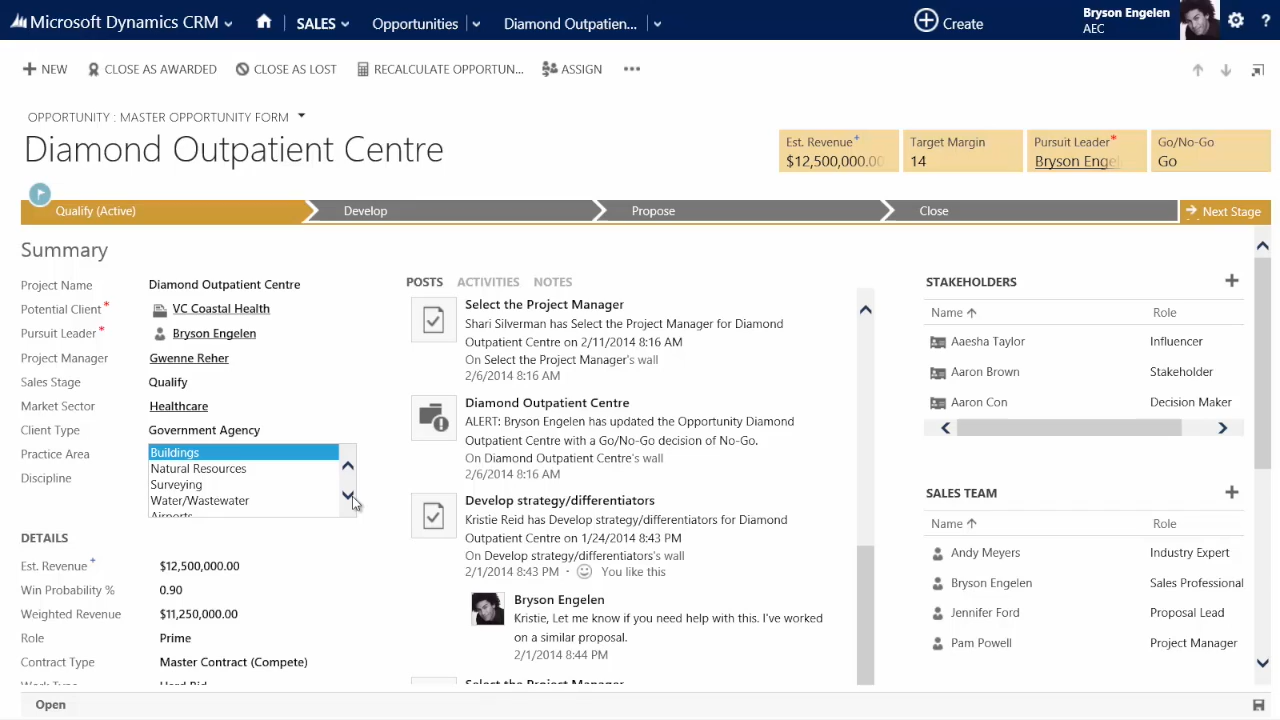 Microsoft Dynamics CRM
SALES
Opportunities
Diamond Outpatien...
Create
Bryson Engelen
AEC
?
NEW
CLOSE AS AWARDED
CLOSE AS LOST
RECALCULATE OPPORTUN...
ASSIGN
OPPORTUNITY : MASTER OPPORTUNITY FORM
Diamond Outpatient Centre
Est. Revenue+
$12,500,000.00
Target Margin
14
Pursuit Leader*
Bryson Engel
Go/No-Go
Go
Qualify (Active)
Develop
Propose
Close
Next Stage
Summary
Project Name Diamond Outpatient Centre
Potential Client* VC Coastal Health
Pursuit Leader* Bryson Engelen
Project Manager Gwenne Reher
Sales Stage Qualify
Market Sector Healthcare
Client Type Government Agency
Practice Area
Discipline
Buildings
Natural Resources
Surveying
Water/Wastewater
Airports
DETAILS
Est. Revenue+ $12,500,000.00
Win Probability % 0.90
Weighted Revenue $11,250,000.00
Role Prime
Contract Type Master Contract (Compete)
Work Type Hard Bid
POSTS ACTIVITIES NOTES
Select the Project Manager
Shari Silverman has Select the Project Manager for Diamond
Outpatient Centre on 2/11/2014 8:16 AM
On Select the Project Manager's wall
2/6/2014 8:16 AM
Diamond Outpatient Centre
ALERT: Bryson Engelen has updated the Opportunity Diamond
Outpatient Centre with a Go/No-Go decision of No-Go.
On Diamond Outpatient Centre's wall
2/6/2014 8:16 AM
Develop strategy/differentiators
Kristie Reid has Develop strategy/differentiators for Diamond
Outpatient Centre on 1/24/2014 8:43 PM
On Develop strategy/differentiators's wall
2/1/2014 8:43 PM · You like this
Bryson Engelen
Kristie, Let me know if you need help with this. I've worked
on a similar proposal.
2/1/2014 8:44 PM
Select the Project Manager
STAKEHOLDERS
Name Role
Aaesha Taylor Influencer
Aaron Brown Stakeholder
Aaron Con Decision Maker
SALES TEAM
Name Role
Andy Meyers Industry Expert
Bryson Engelen Sales Professional
Jennifer Ford Proposal Lead
Pam Powell Project Manager
Open